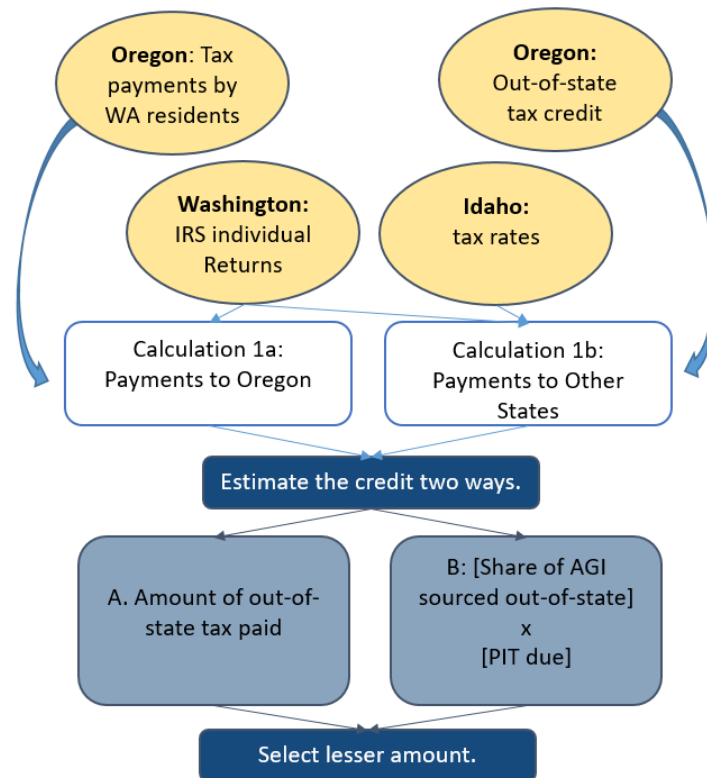 Oregon: Tax
payments by
WA residents
Oregon:
Out-of-state
tax credit
Washington:
IRS individual
Returns
Idaho:
tax rates
Calculation 1a:
Payments to Oregon
Calculation 1b:
Payments to Other
States
Estimate the credit two ways.
A. Amount of out-of-
state tax paid
B: [Share of AGI
sourced out-of-state]
x
[PIT due]
Select lesser amount.